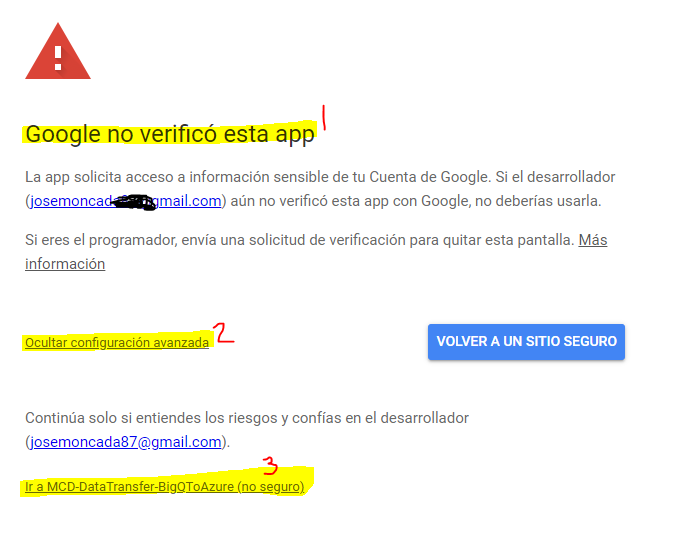 Google no verificó esta app 1
La app solicita acceso a información sensible de tu Cuenta de Google. Si el desarrollador
(josemoncad gmail.com) aún no verificó esta app con Google, no deberías usarla.
Si eres el programador, envía una solicitud de verificación para quitar esta pantalla. Más
información
Ocultar configuración avanzada 2
VOLVER A UN SITIO SEGURO
Continúa solo si entiendes los riesgos y confías en el desarrollador
(josemoncada87@gmail.com).
3
Ir a MCD-DataTransfer-BigQToAzure (no seguro)